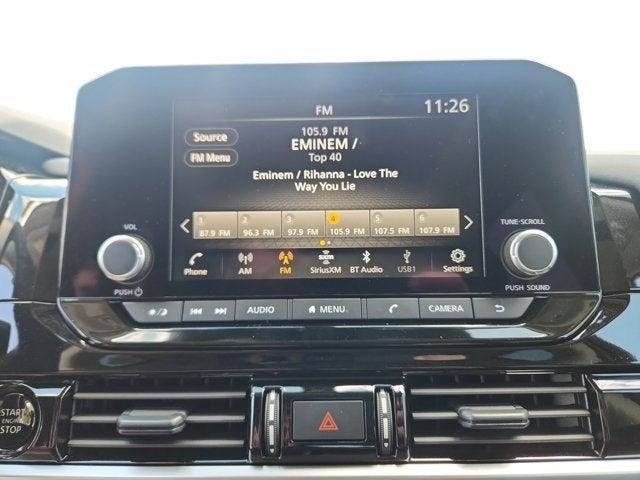 FM
11:26
Source
105.9 FM
EMINEM /
FM Menu
Top 40
Eminem / Rihanna - Love The
Way You Lie
1 2 3 4 5 6
87.9 FM 96.3 FM 97.9 FM 105.9 FM 107.5 FM 107.9 FM
sxm
Phone AM FM SiriusXM BT Audio USB1 Settings
VOL
TUNE·SCROLL
PUSH
PUSH SOUND
AUDIO MENU CAMERA
START
ENGINE
STOP